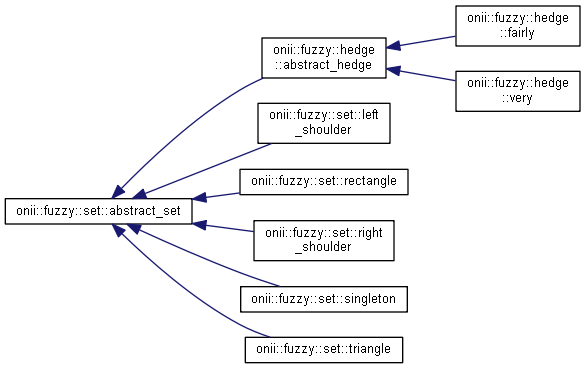 onii::fuzzy::hedge
::fairly
onii::fuzzy::hedge
::abstract_hedge
onii::fuzzy::hedge
::very
onii::fuzzy::set::left
_shoulder
onii::fuzzy::set::rectangle
onii::fuzzy::set::abstract_set
onii::fuzzy::set::right
_shoulder
onii::fuzzy::set::singleton
onii::fuzzy::set::triangle